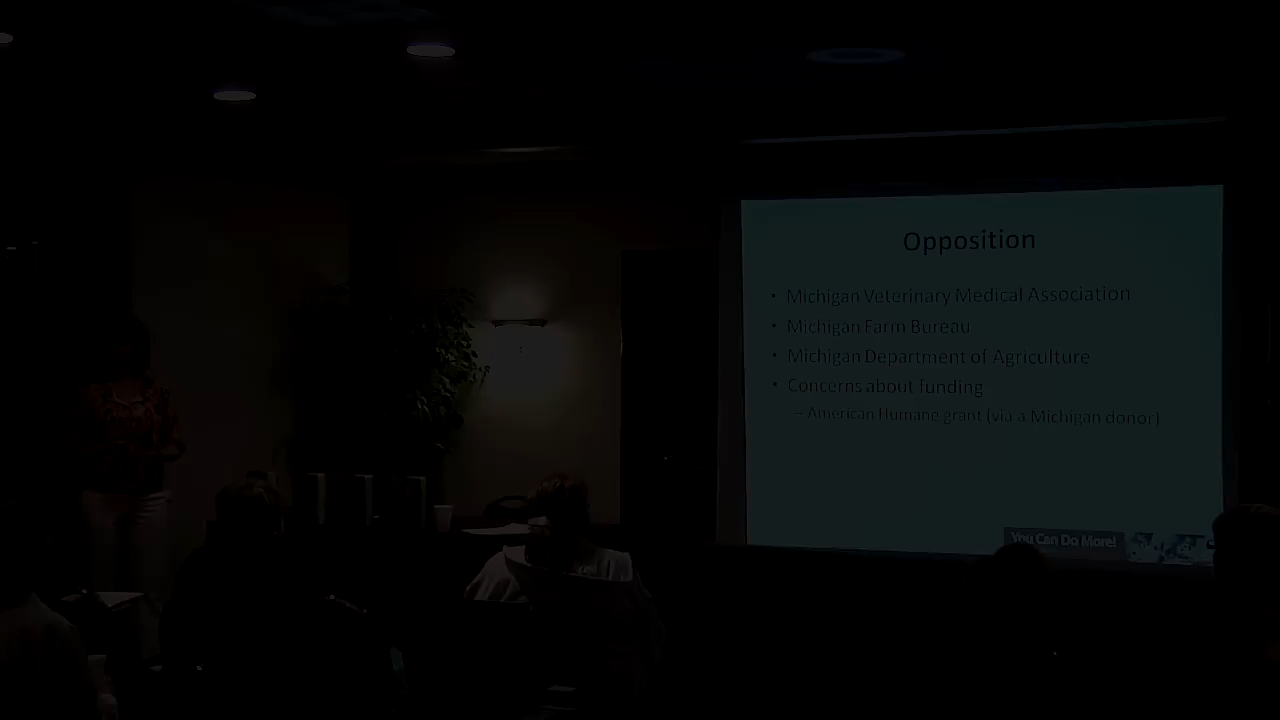 Opposition
• Michigan Veterinary Medical Association
• Michigan Farm Bureau
• Michigan Department of Agriculture
• Concerns about funding
– American Humane grant (via a Michigan donor)
You Can Do More!